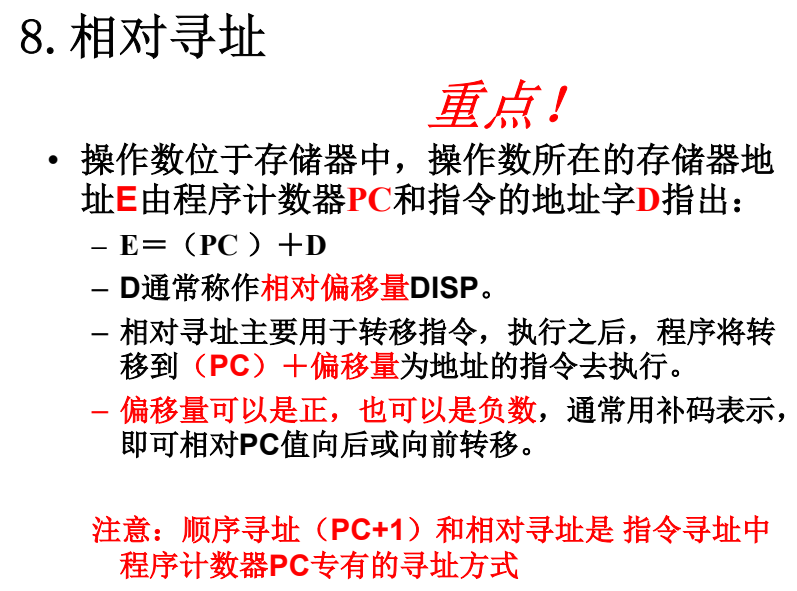 8. 相对寻址
重点！
• 操作数位于存储器中，操作数所在的存储器地
址E由程序计数器PC和指令的地址字D指出：
– E＝（PC ）＋D
– D通常称作相对偏移量DISP。
– 相对寻址主要用于转移指令，执行之后，程序将转
移到（PC）＋偏移量为地址的指令去执行。
– 偏移量可以是正，也可以是负数，通常用补码表示，
即可相对PC值向后或向前转移。
注意：顺序寻址（PC+1）和相对寻址是 指令寻址中
程序计数器PC专有的寻址方式